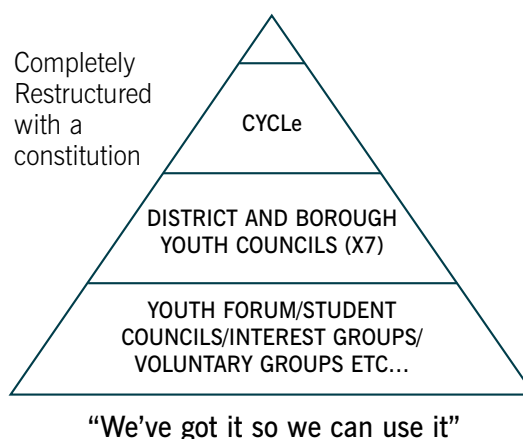 Completely
Restructured
with a
constitution
CYCLe
DISTRICT AND BOROUGH
YOUTH COUNCILS (X7)
YOUTH FORUM/STUDENT
COUNCILS/INTEREST GROUPS/
VOLUNTARY GROUPS ETC...
“We’ve got it so we can use it”